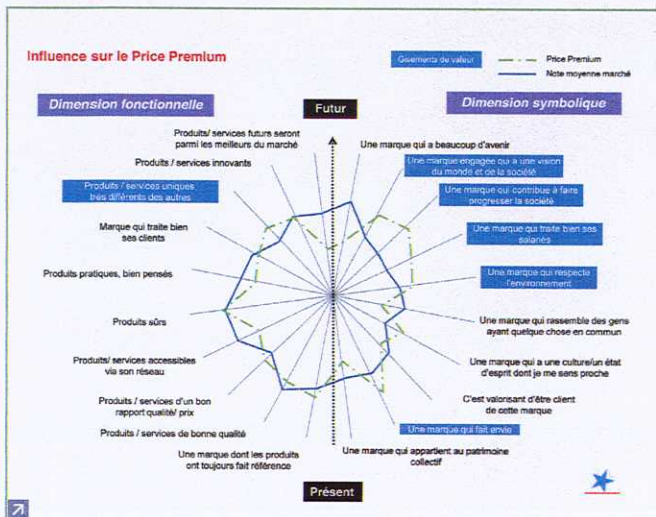 Influence sur le Price Premium
Gisements de valeur
Price Premium
Note moyenne marché
Dimension fonctionnelle
Futur
Dimension symbolique
Produits/ services futurs seront
parmi les meilleurs du marché
Produits / services innovants
Produits / services uniques
très différents des autres
Marque qui traite bien
ses clients
Produits pratiques, bien pensés
Produits sûrs
Produits/ services accessibles
via son réseau
Produits / services d'un bon
rapport qualité/ prix
Produits / services de bonne qualité
Une marque dont les produits
ont toujours fait référence
Une marque qui a beaucoup d'avenir
Une marque engagée qui a une vision
du monde et de la société
Une marque qui contribue à faire
progresser la société
Une marque qui traite bien ses
salariés
Une marque qui respecte
l'environnement
Une marque qui rassemble des gens
ayant quelque chose en commun
Une marque qui a une culture/un état
d'esprit dont je me sens proche
C'est valorisant d'être client
de cette marque
Une marque qui fait envie
Une marque qui appartient au patrimoine
collectif
Présent